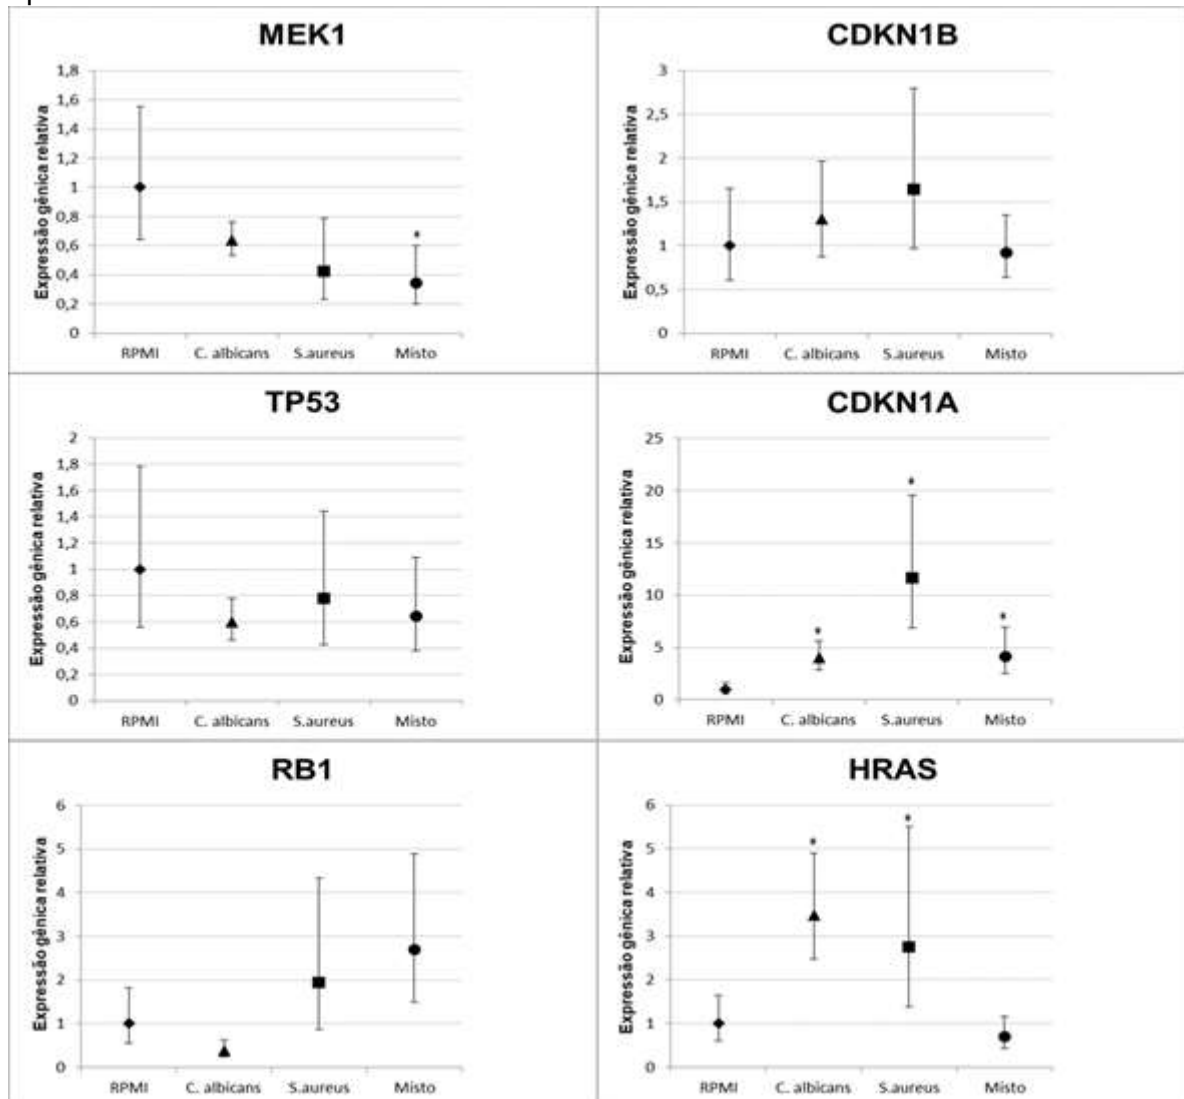 MEK1
Expressão gênica relativa
1,8
1,6
1,4
1,2
1
0,8
0,6
0,4
0,2
0
*
RPMI C. albicans S.aureus Misto
CDKN1B
Expressão gênica relativa
3
2,5
2
1,5
1
0,5
0
RPMI C. albicans S.aureus Misto
TP53
Expressão gênica relativa
2
1,8
1,6
1,4
1,2
1
0,8
0,6
0,4
0,2
0
RPMI C. albicans S.aureus Misto
CDKN1A
Expressão gênica relativa
25
20
15
10
5
0
* * *
RPMI C. albicans S.aureus Misto
RB1
Expressão gênica relativa
6
5
4
3
2
1
0
RPMI C. albicans S.aureus Misto
HRAS
Expressão gênica relativa
6
5
4
3
2
1
0
* *
RPMI C. albicans S.aureus Misto